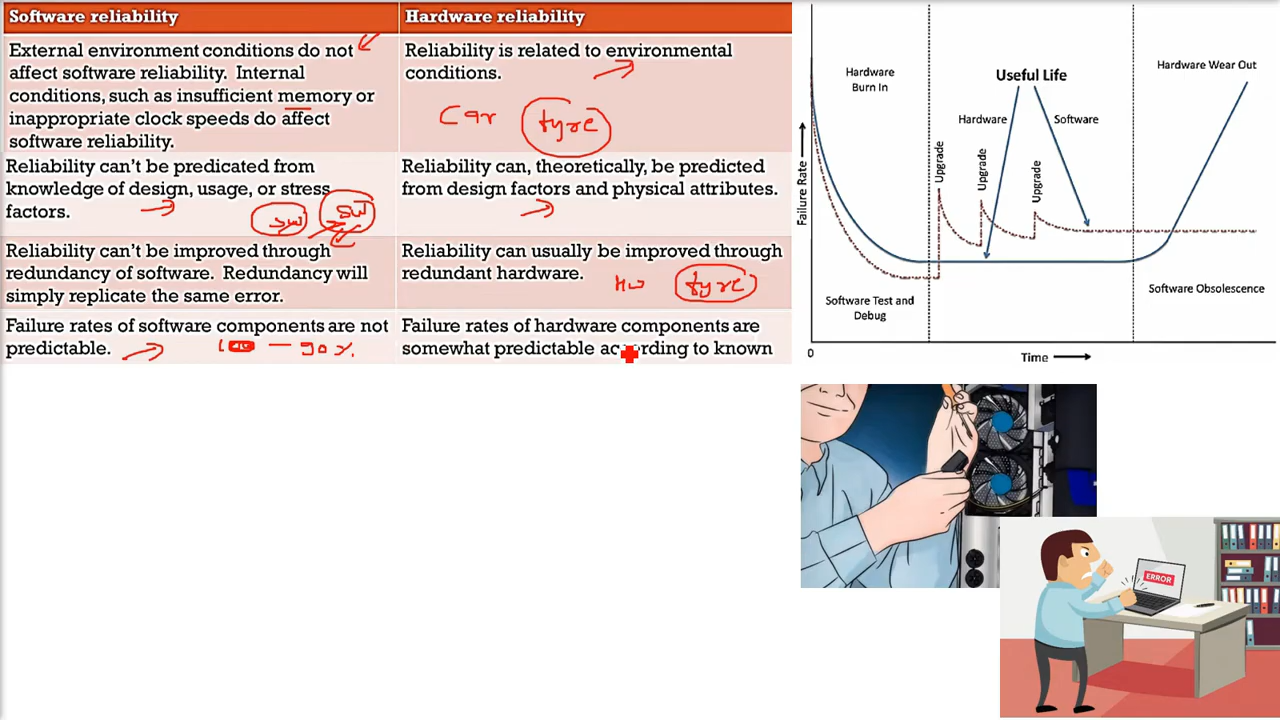 Software reliability
Hardware reliability
External environment conditions do not
affect software reliability. Internal
conditions, such as insufficient memory or
inappropriate clock speeds do affect
software reliability.
Reliability is related to environmental
conditions.
Car tyre
Reliability can't be predicated from
knowledge of design, usage, or stress
factors.
SW SW
Reliability can, theoretically, be predicted
from design factors and physical attributes.
Reliability can't be improved through
redundancy of software. Redundancy will
simply replicate the same error.
Reliability can usually be improved through
redundant hardware.
Hw tyre
Failure rates of software components are not
predictable.
90%
Failure rates of hardware components are
somewhat predictable according to known
Hardware
Burn In
Useful Life
Hardware Wear Out
Hardware
Software
Upgrade
Upgrade
Upgrade
Failure Rate
Software Test and
Debug
Software Obsolescence
0
Time
ERROR